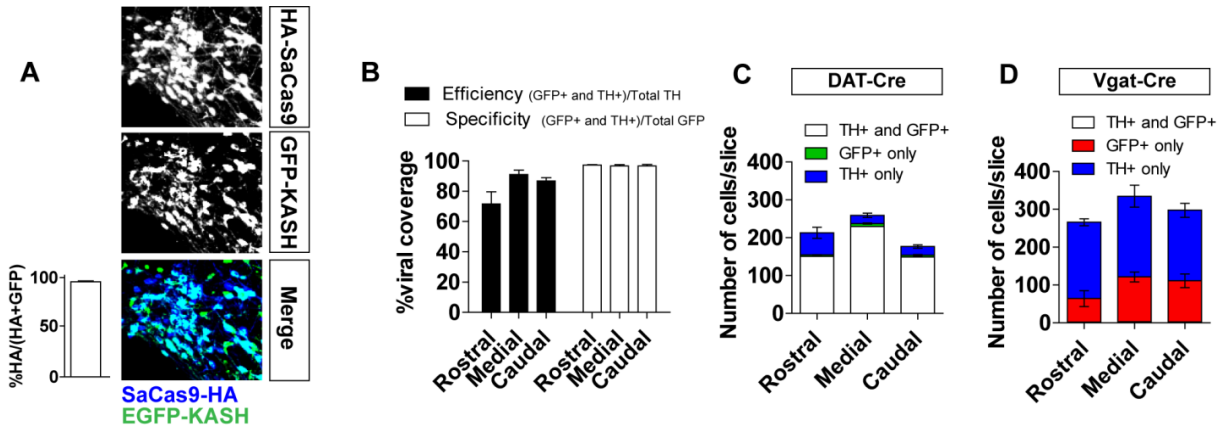 A
HA-SaCas9
GFP-KASH
Merge
%HA/(HA+GFP)
100
50
0
SaCas9-HA
EGFP-KASH
B
Efficiency (GFP+ and TH+)/Total TH
Specificity (GFP+ and TH+)/Total GFP
%viral coverage
100
80
60
40
20
0
Rostral
Medial
Caudal
Rostral
Medial
Caudal
C
DAT-Cre
TH+ and GFP+
GFP+ only
TH+ only
Number of cells/slice
400
300
200
100
0
Rostral
Medial
Caudal
D
Vgat-Cre
TH+ and GFP+
GFP+ only
TH+ only
Number of cells/slice
400
300
200
100
0
Rostral
Medial
Caudal